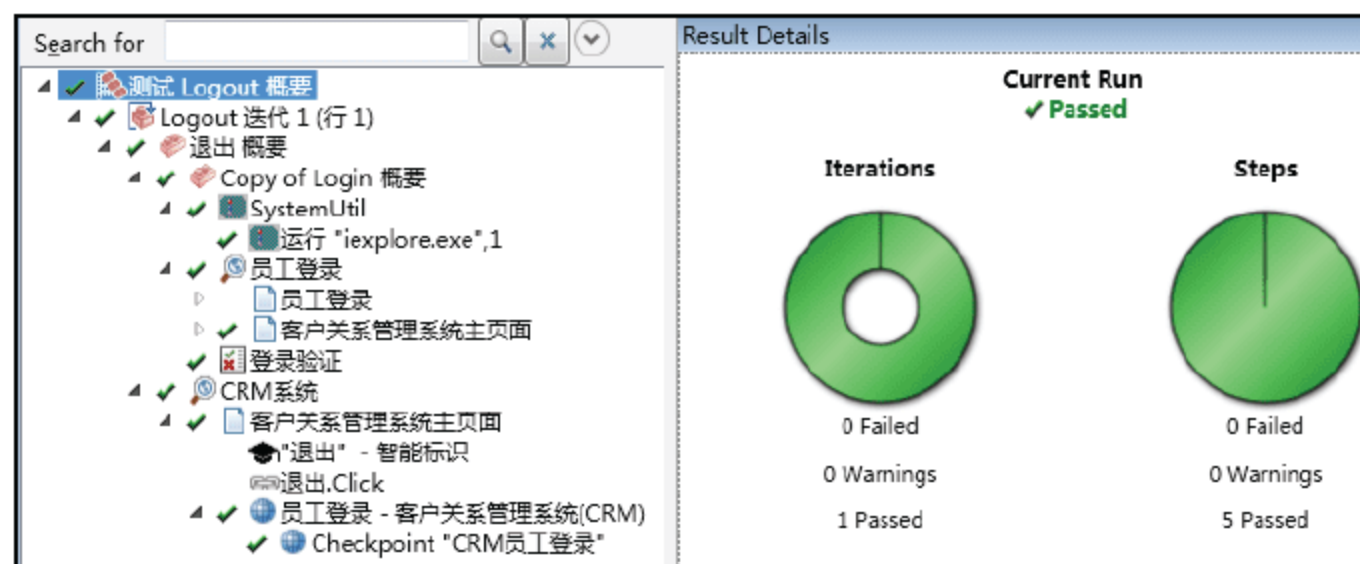 Search for
测试 Logout 概要
Logout 迭代 1 (行 1)
退出 概要
Copy of Login 概要
SystemUtil
运行 "iexplore.exe",1
员工登录
员工登录
客户关系管理系统主页面
登录验证
CRM系统
客户关系管理系统主页面
"退出" - 智能标识
退出.Click
员工登录 - 客户关系管理系统(CRM)
Checkpoint "CRM员工登录"
Result Details
Current Run
Passed
Iterations
0 Failed
0 Warnings
1 Passed
Steps
0 Failed
0 Warnings
5 Passed